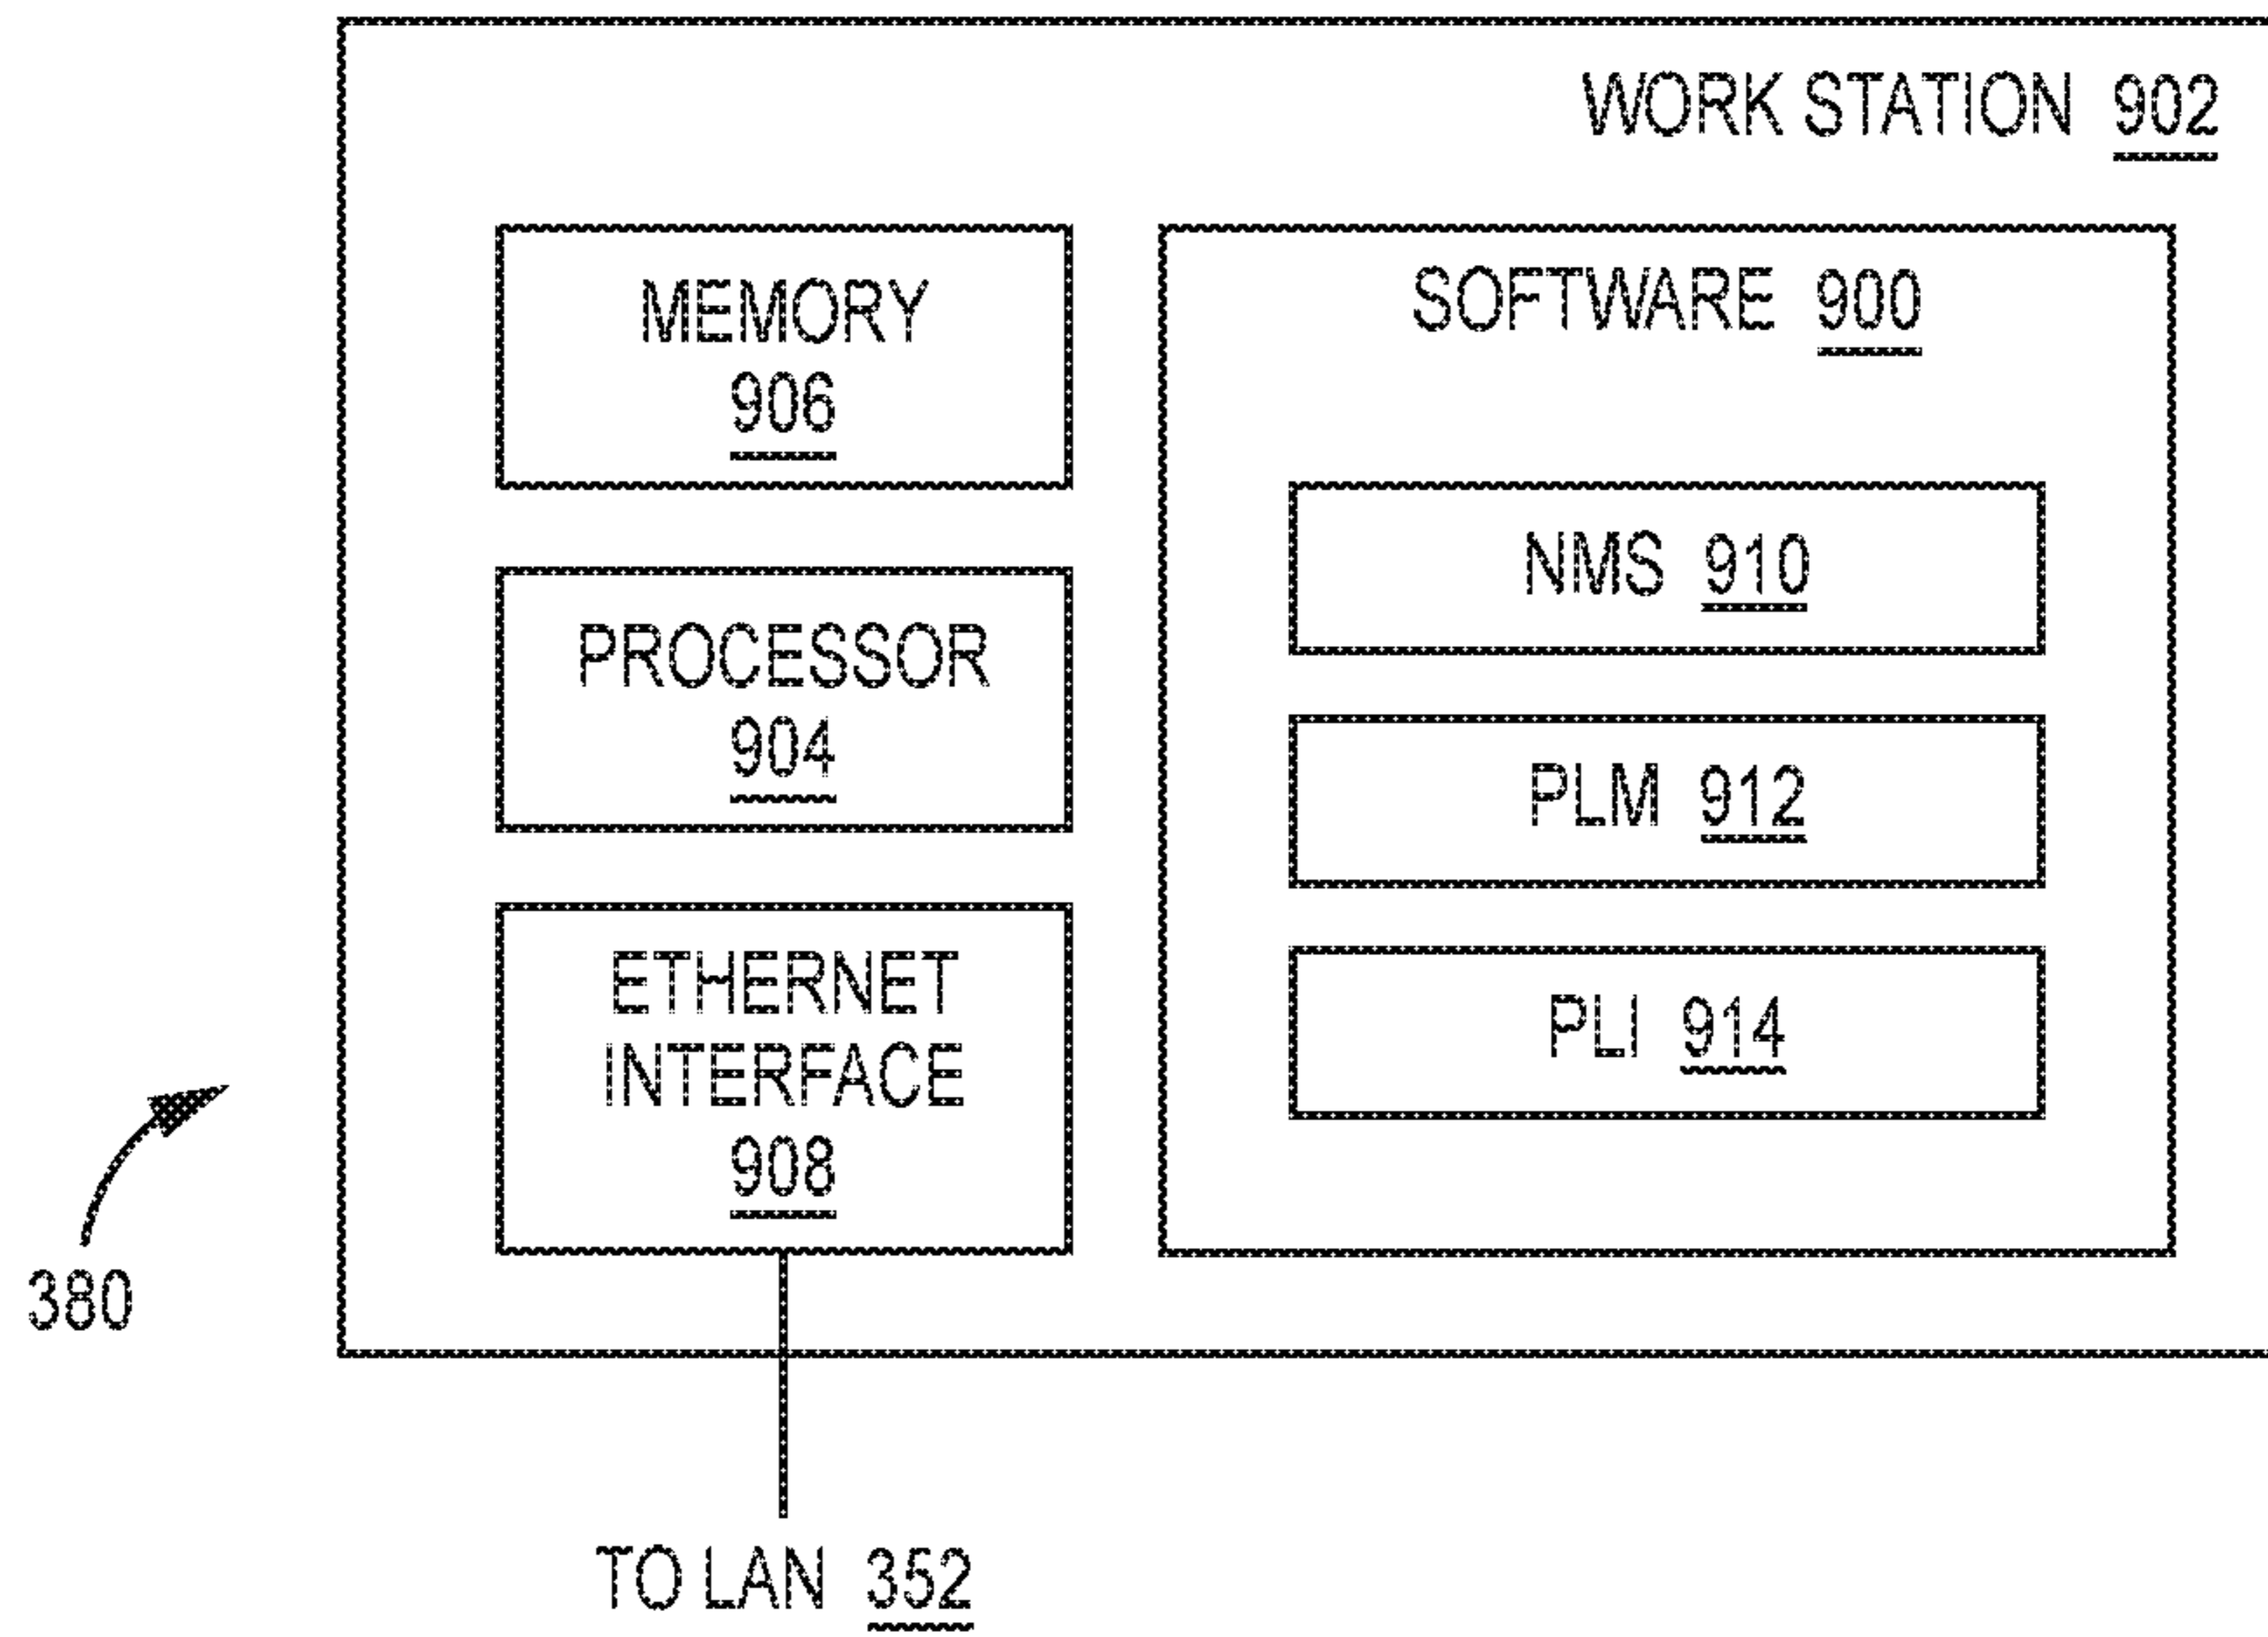 WORK STATION 902
MEMORY
906
SOFTWARE 900
NMS 910
PROCESSOR
904
PLM 912
ETHERNET
INTERFACE
908
PLI 914
380
TO LAN 352